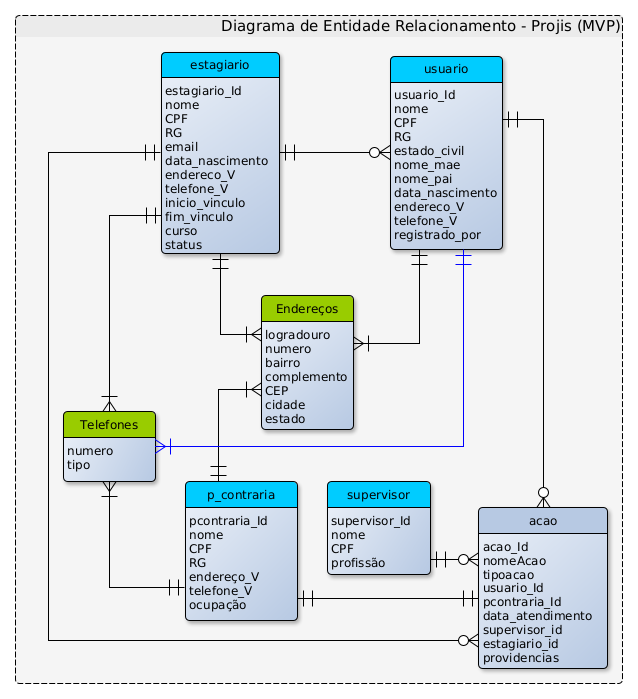 Diagrama de Entidade Relacionamento - Projis (MVP)
estagiario
estagiario_Id
nome
CPF
RG
email
data_nascimento
endereco_V
telefone_V
inicio_vinculo
fim_vinculo
curso
status
usuario
usuario_Id
nome
CPF
RG
estado_civil
nome_mae
nome_pai
data_nascimento
endereco_V
telefone_V
registrado_por
Endereços
logradouro
numero
bairro
complemento
CEP
cidade
estado
Telefones
numero
tipo
p_contraria
pcontraria_Id
nome
CPF
RG
endereço_V
telefone_V
ocupação
supervisor
supervisor_Id
nome
CPF
profissão
acao
acao_Id
nomeAcao
tipoacao
usuario_Id
pcontraria_Id
data_atendimento
supervisor_id
estagiario_id
providencias